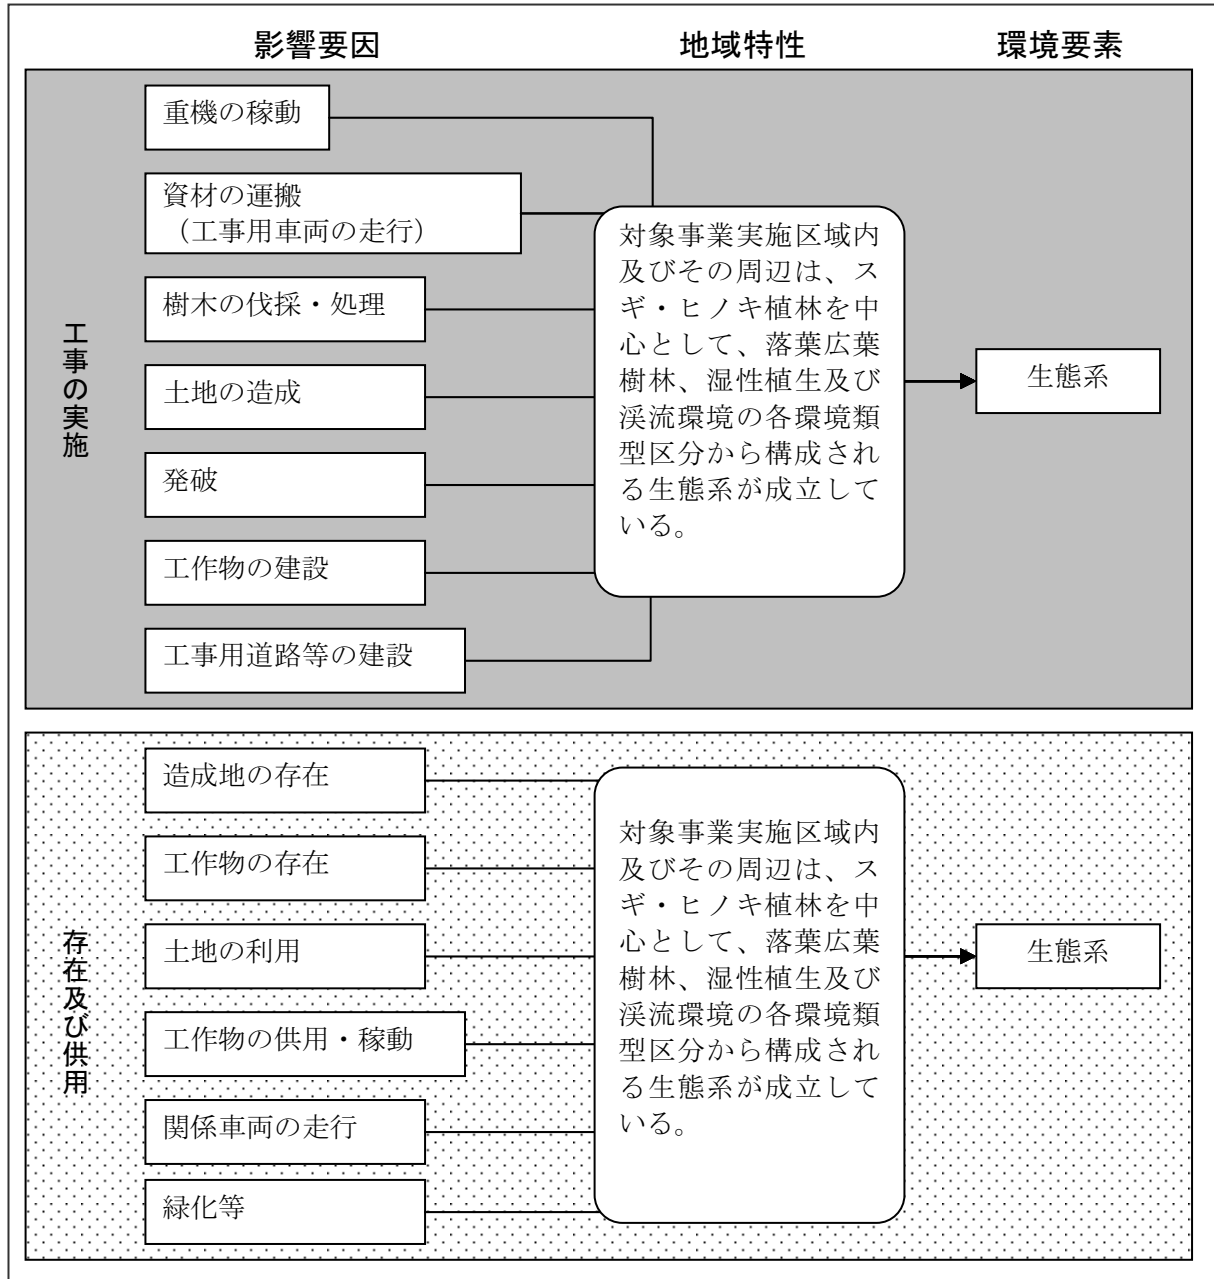 影響要因
地域特性
環境要素
工事の実施
重機の稼動
資材の運搬
（工事用車両の走行）
樹木の伐採・処理
土地の造成
発破
工作物の建設
工事用道路等の建設
対象事業実施区域内
及びその周辺は、ス
ギ・ヒノキ植林を中
心として、落葉広葉
樹林、湿性植生及び
渓流環境の各環境類
型区分から構成され
る生態系が成立して
いる。
生態系
存在及び供用
造成地の存在
工作物の存在
土地の利用
工作物の供用・稼動
関係車両の走行
緑化等
対象事業実施区域内
及びその周辺は、ス
ギ・ヒノキ植林を中
心として、落葉広葉
樹林、湿性植生及び
渓流環境の各環境類
型区分から構成され
る生態系が成立して
いる。
生態系